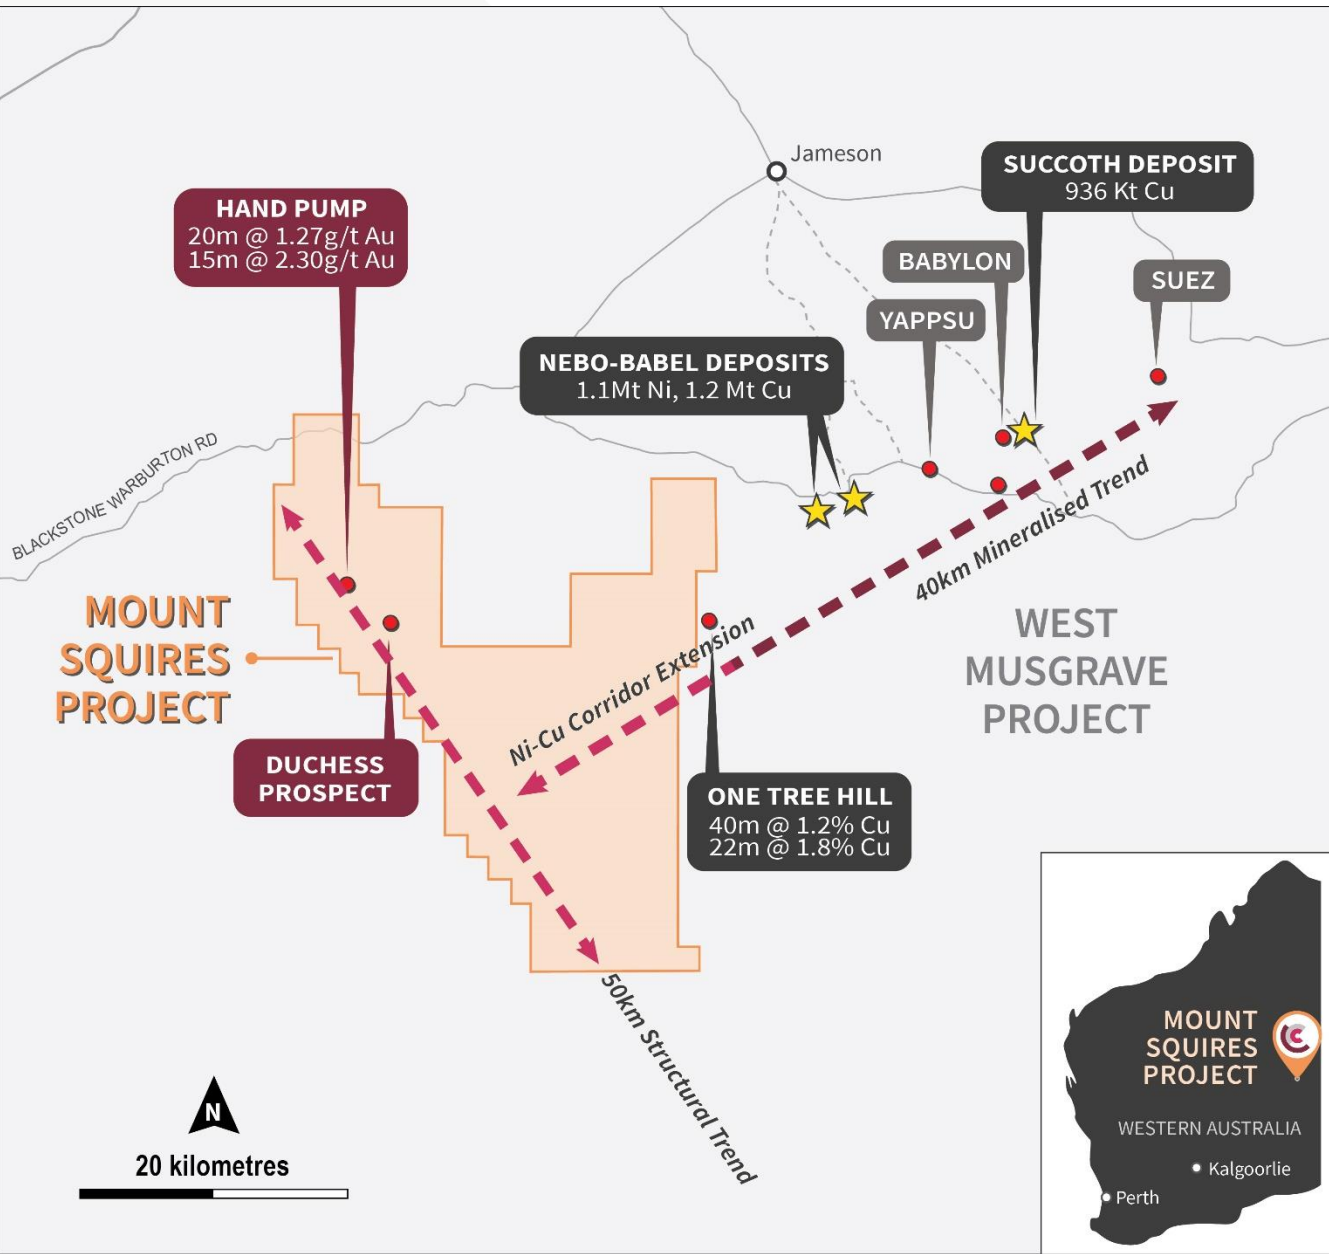 Jameson
SUCCOTH DEPOSIT
936 Kt Cu
HAND PUMP
20m @ 1.27g/t Au
15m @ 2.30g/t Au
BABYLON
SUEZ
YAPPSU
NEBO-BABEL DEPOSITS
1.1Mt Ni, 1.2 Mt Cu
BLACKSTONE WARBURTON RD
40km Mineralised Trend
MOUNT
SQUIRES
PROJECT
WEST
MUSGRAVE
PROJECT
Ni-Cu Corridor Extension
DUCHESS
PROSPECT
ONE TREE HILL
40m @ 1.2% Cu
22m @ 1.8% Cu
50km Structural Trend
N
20 kilometres
MOUNT
SQUIRES
PROJECT
WESTERN AUSTRALIA
Kalgoorlie
Perth